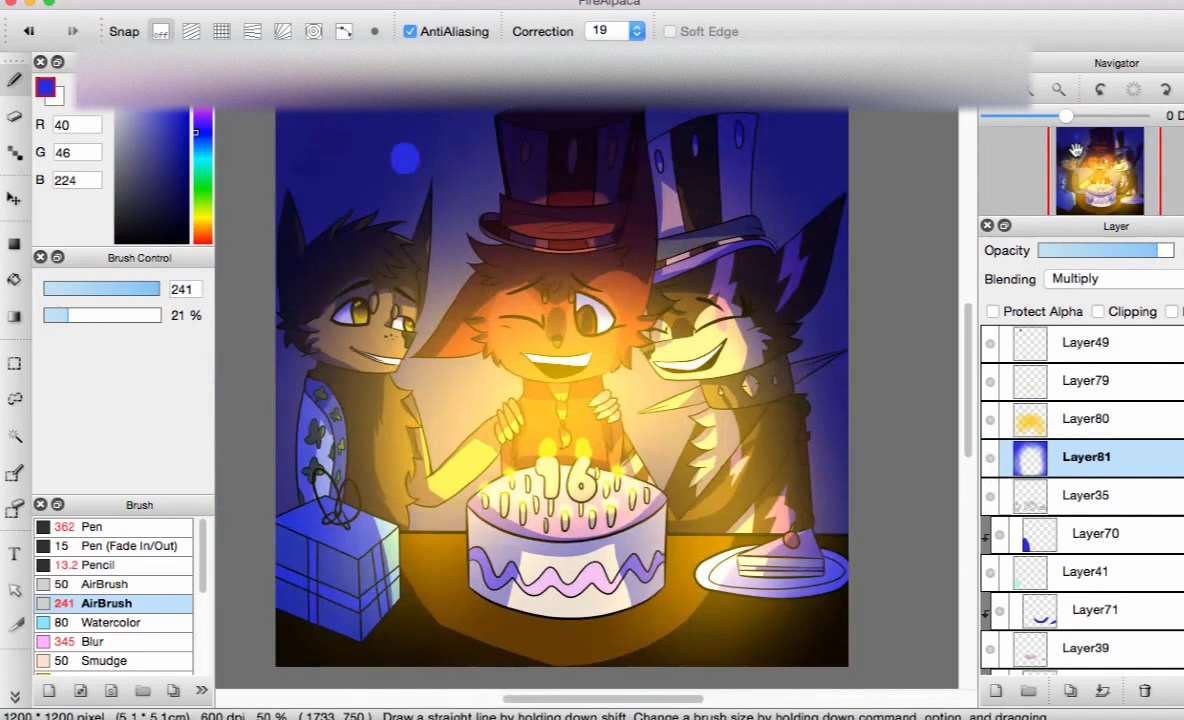 FireAlpaca
Snap
off
AntiAliasing
Correction
19
Soft Edge
Navigator
R 40
G 46
B 224
Brush Control
241
21 %
Layer
Opacity
Blending
Multiply
Protect Alpha
Clipping
Layer49
Layer79
Layer80
Layer81
Layer35
Layer70
Layer41
Layer71
Layer39
16
Brush
362 Pen
15 Pen (Fade In/Out)
13.2 Pencil
50 AirBrush
241 AirBrush
80 Watercolor
345 Blur
50 Smudge
T
1200 * 1200 pixel (5.1 * 5.1cm) 600 dpi 50 % ( 1733, 750 ) Draw a straight line by holding down shift, Change a brush size by holding down command, option, and dragging